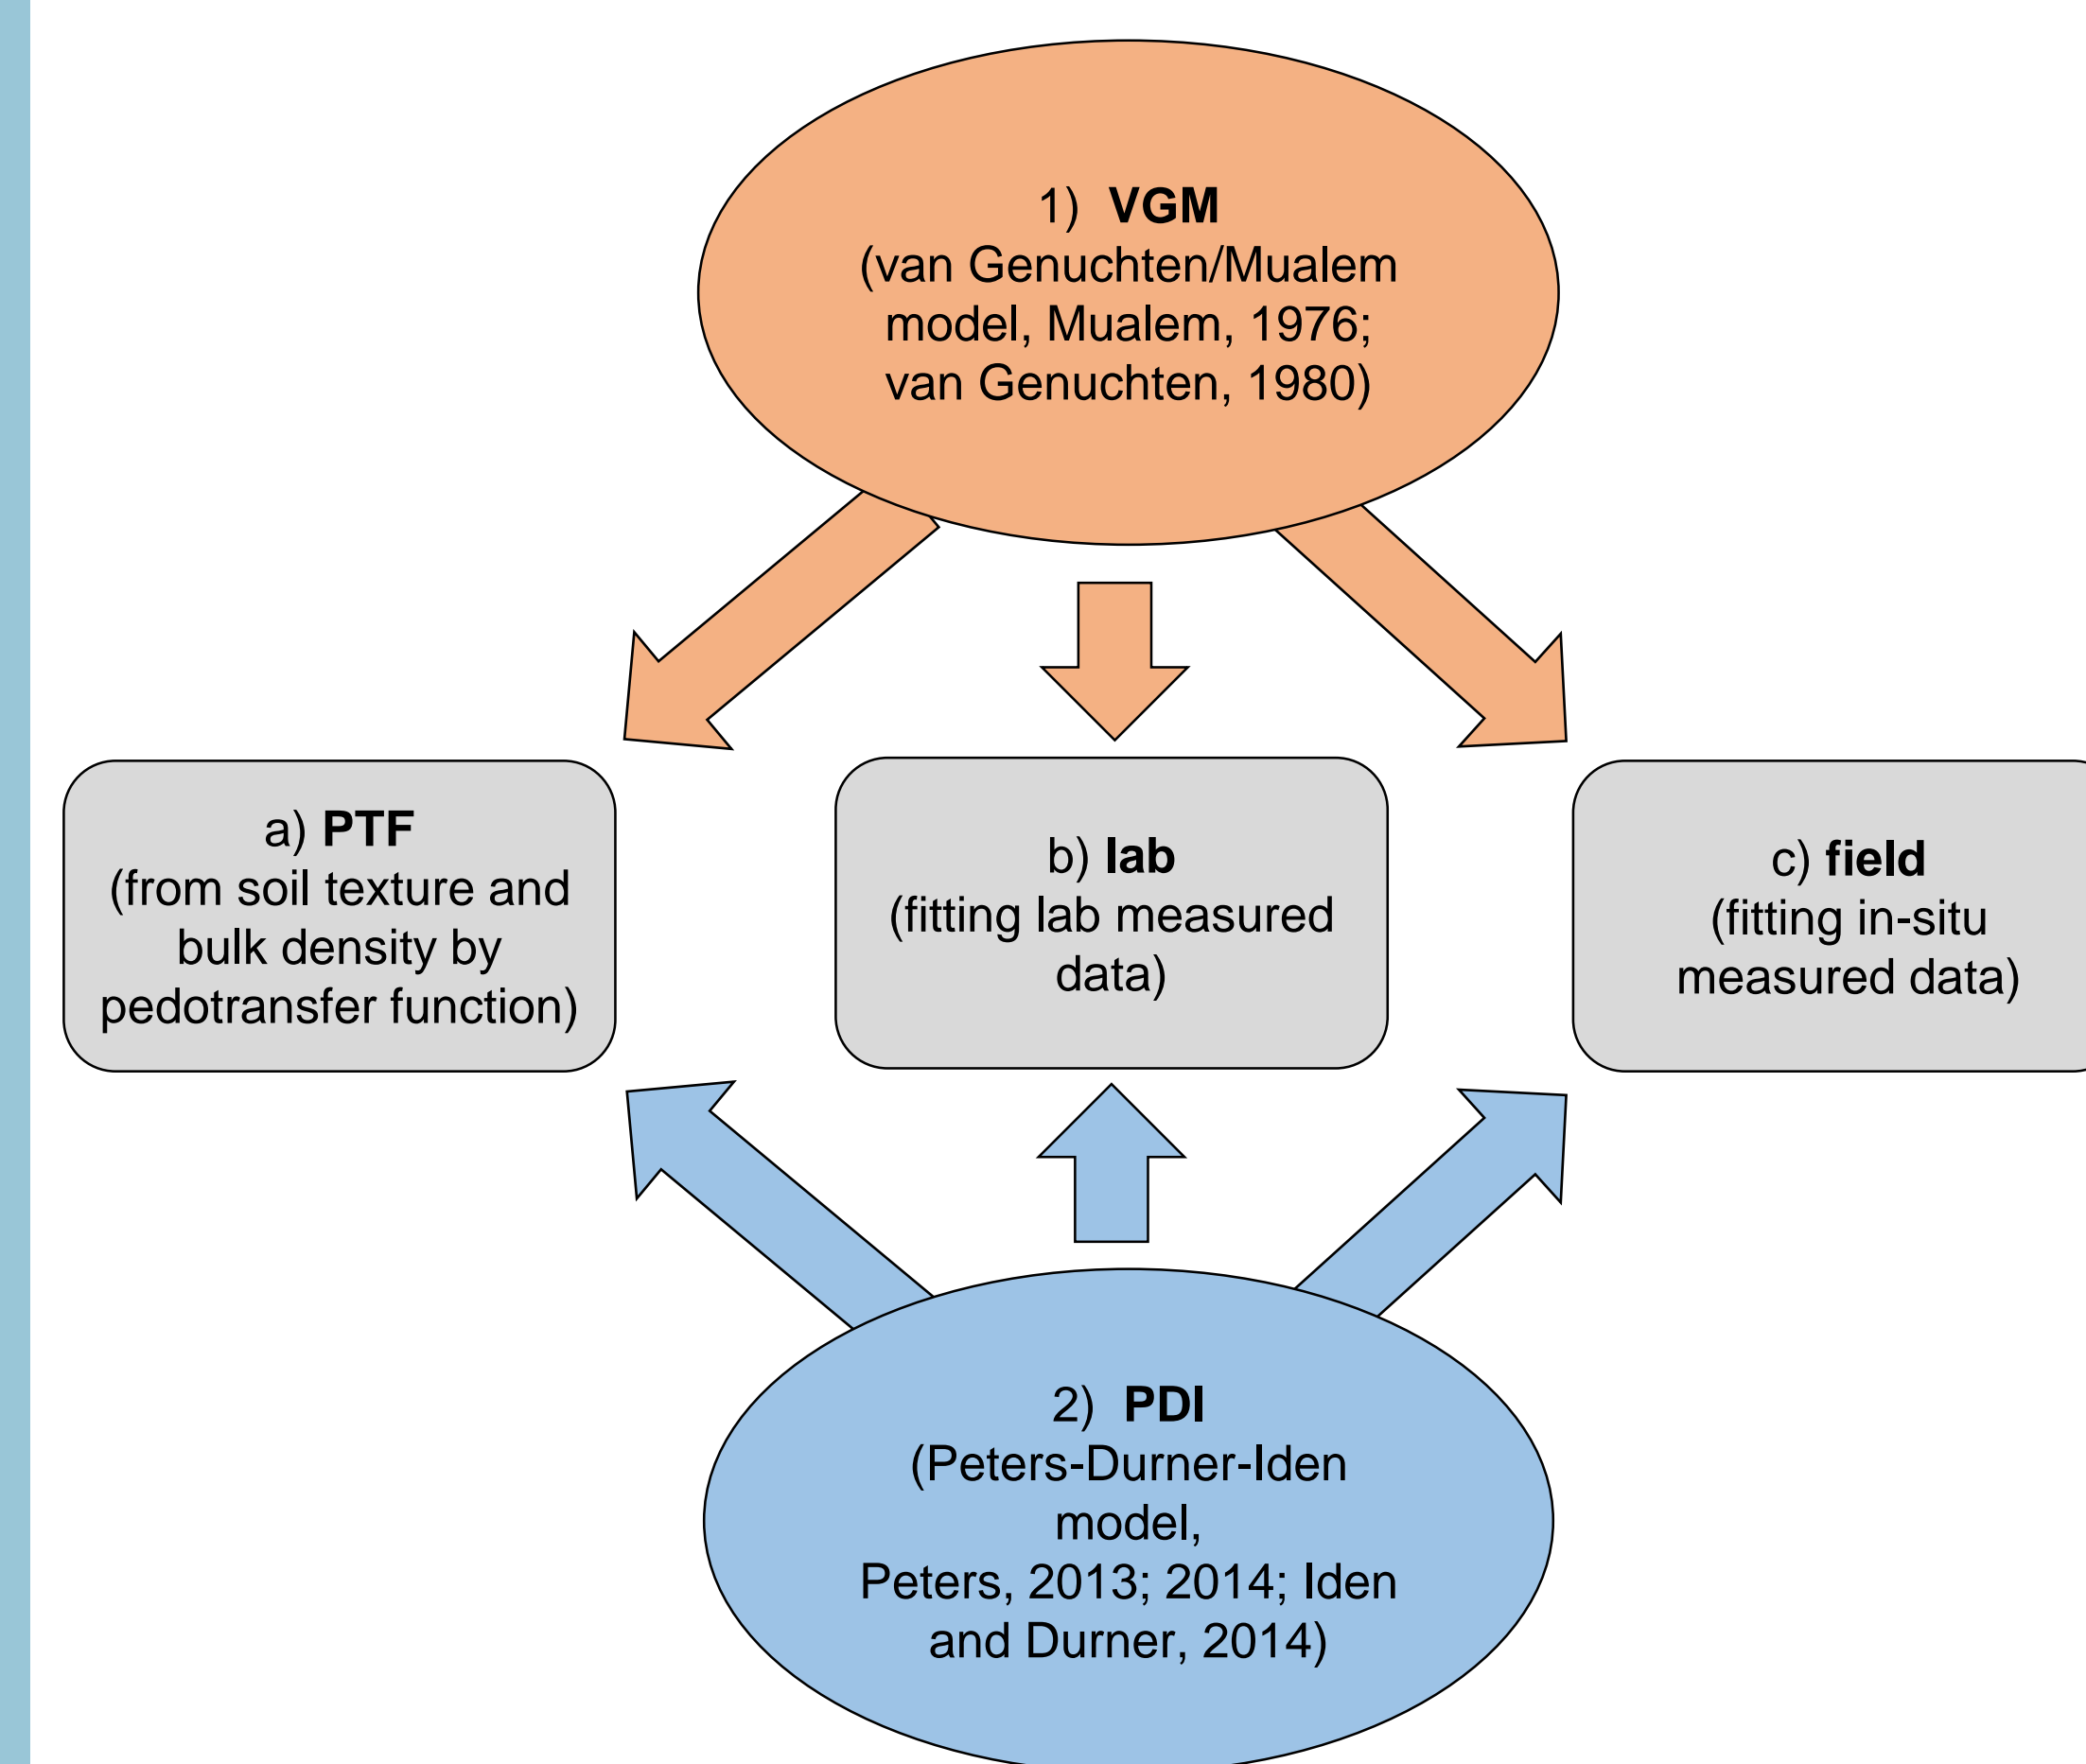 1) VGM
(van Genuchten/Mualem
model, Mualem, 1976;
van Genuchten, 1980)
a) PTF
(from soil texture and
bulk density by
pedotransfer function)
b) lab
(fitting lab measured
data)
c) field
(fitting in-situ
measured data)
2) PDI
(Peters-Durner-Iden
model,
Peters, 2013; 2014; Iden
and Durner, 2014)